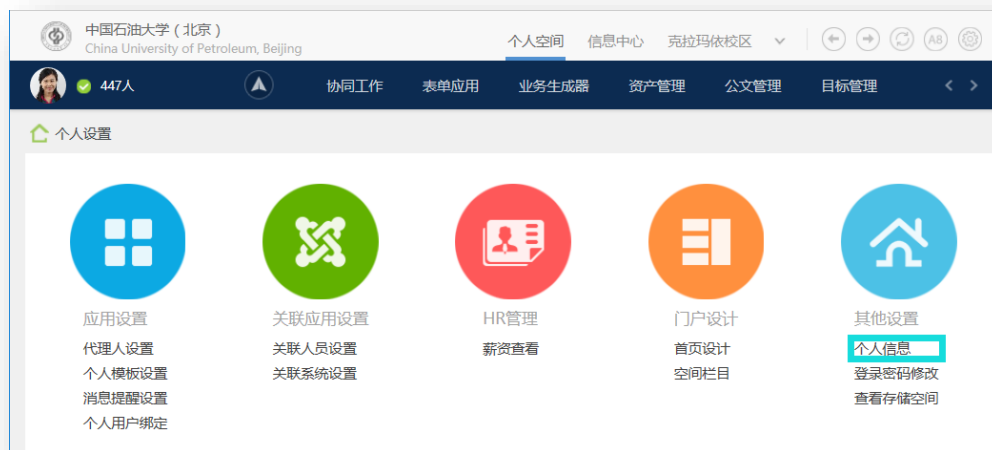 中国石油大学（北京）
China University of Petroleum, Beijing
个人空间 信息中心 克拉玛依校区 A8
447人 协同工作 表单应用 业务生成器 资产管理 公文管理 目标管理
个人设置
应用设置 关联应用设置 HR管理 门户设计 其他设置
代理人设置 关联人员设置 薪资查看 首页设计 个人信息
个人模板设置 关联系统设置 空间栏目 登录密码修改
消息提醒设置 查看存储空间
个人用户绑定